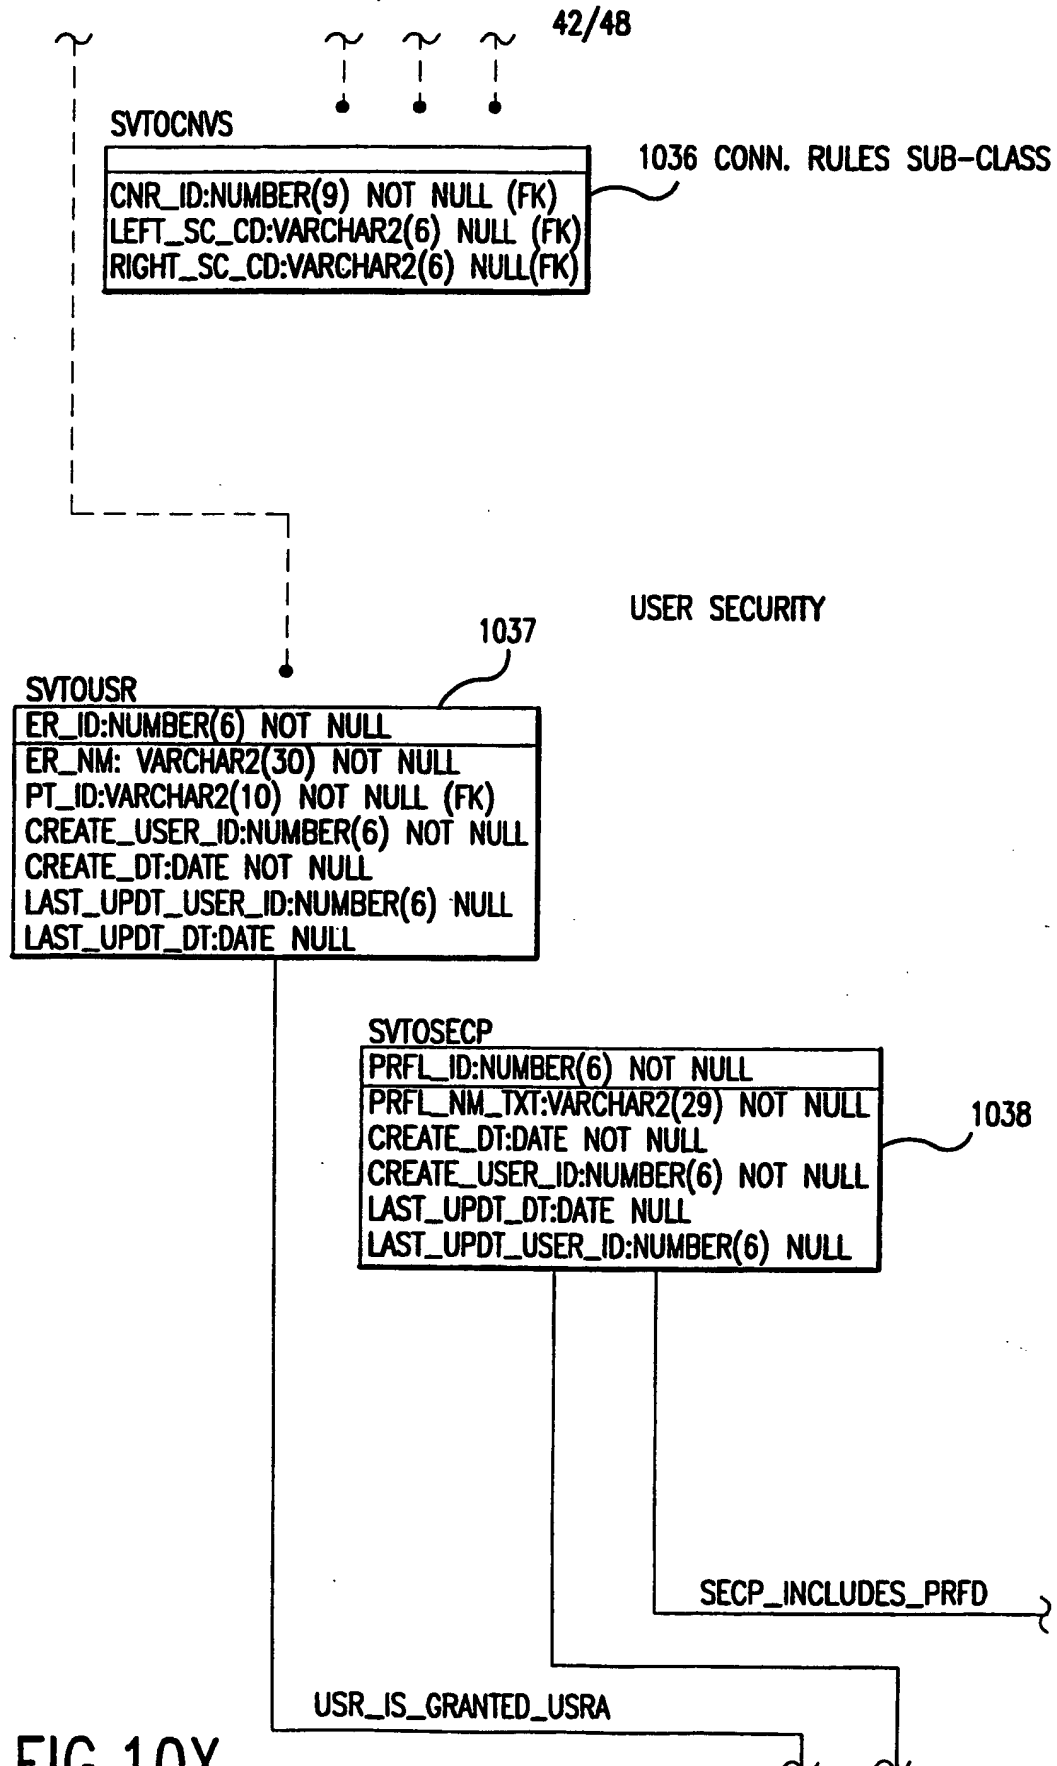 42/48
SVTOCNVS
1036 CONN. RULES SUB-CLASS
CNR_ID:NUMBER(9) NOT NULL (FK)
LEFT_SC_CD:VARCHAR2(6) NULL (FK)
RIGHT_SC_CD:VARCHAR2(6) NULL(FK)
USER SECURITY
1037
SVTOUSR
ER_ID:NUMBER(6) NOT NULL
ER_NM: VARCHAR2(30) NOT NULL
PT_ID:VARCHAR2(10) NOT NULL (FK)
CREATE_USER_ID:NUMBER(6) NOT NULL
CREATE_DT:DATE NOT NULL
LAST_UPDT_USER_ID:NUMBER(6) NULL
LAST_UPDT_DT:DATE NULL
SVTOSECP
PRFL_ID:NUMBER(6) NOT NULL
PRFL_NM_TXT:VARCHAR2(29) NOT NULL
CREATE_DT:DATE NOT NULL
CREATE_USER_ID:NUMBER(6) NOT NULL
LAST_UPDT_DT:DATE NULL
LAST_UPDT_USER_ID:NUMBER(6) NULL
1038
SECP_INCLUDES_PRFD
USR_IS_GRANTED_USRA